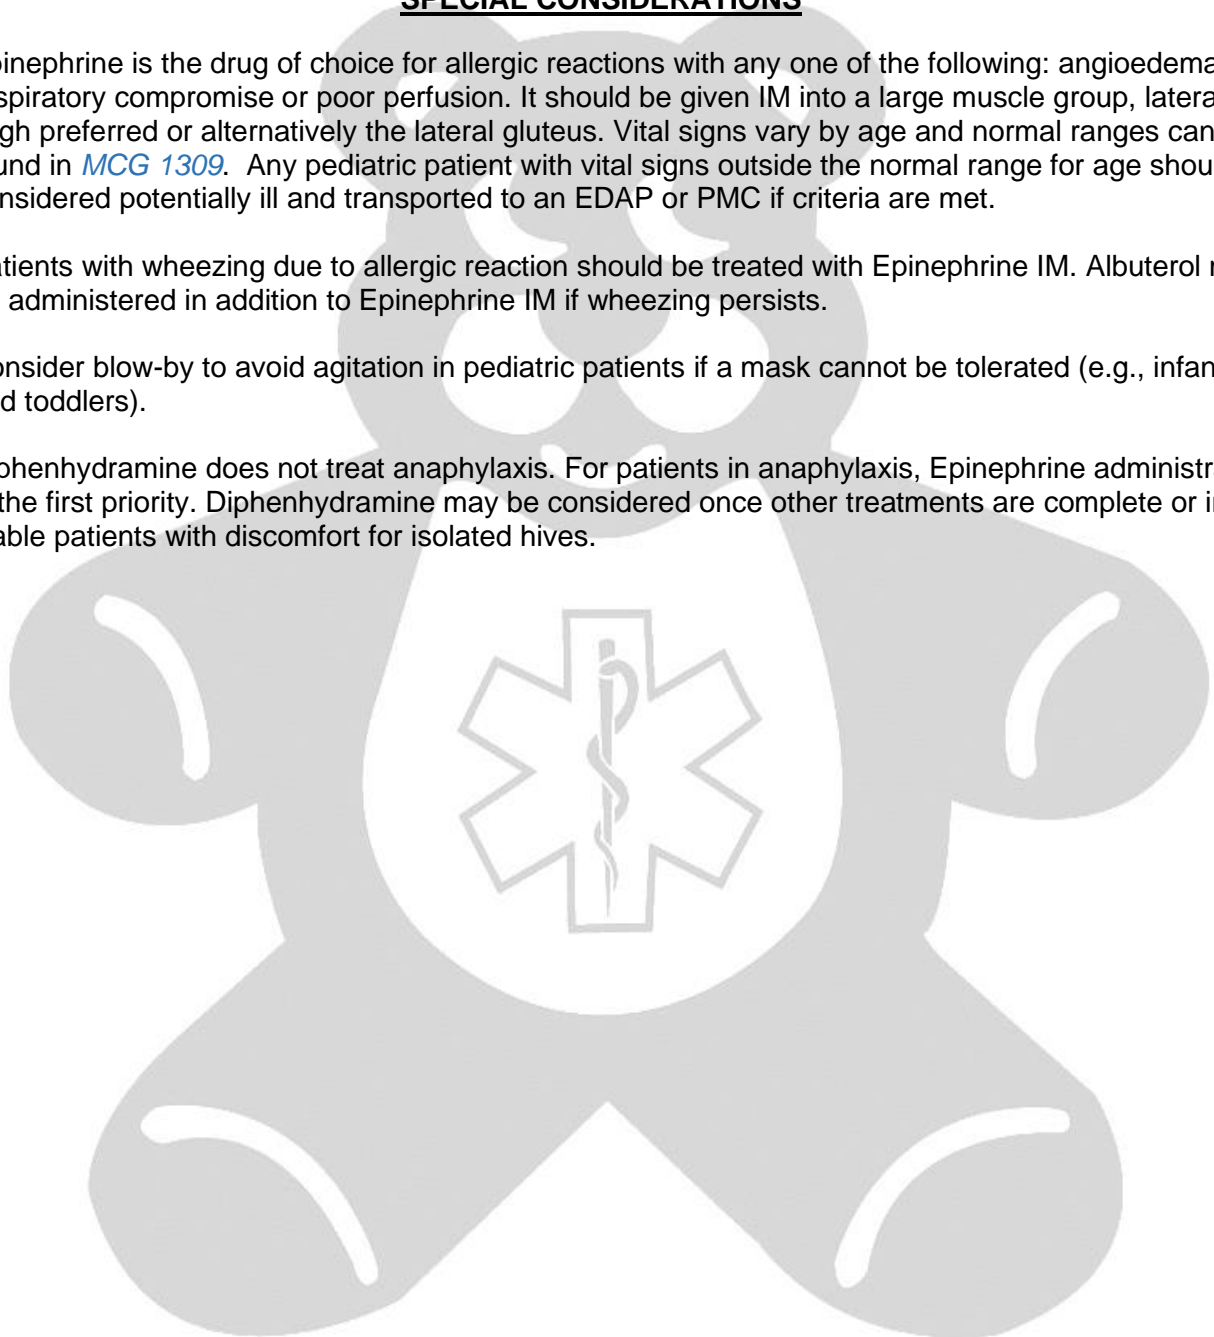 SPECIAL CONSIDERATIONS
pinephrine is the drug of choice for allergic reactions with any one of the following: angioedema
spiratory compromise or poor perfusion. It should be given IM into a large muscle group, latera
gh preferred or alternatively the lateral gluteus. Vital signs vary by age and normal ranges can
und in MCG 1309. Any pediatric patient with vital signs outside the normal range for age shou
nsidered potentially ill and transported to an EDAP or PMC if criteria are met.
atients with wheezing due to allergic reaction should be treated with Epinephrine IM. Albuterol
administered in addition to Epinephrine IM if wheezing persists.
onsider blow-by to avoid agitation in pediatric patients if a mask cannot be tolerated (e.g., infan
d toddlers).
phenhydramine does not treat anaphylaxis. For patients in anaphylaxis, Epinephrine administra
the first priority. Diphenhydramine may be considered once other treatments are complete or in
able patients with discomfort for isolated hives.